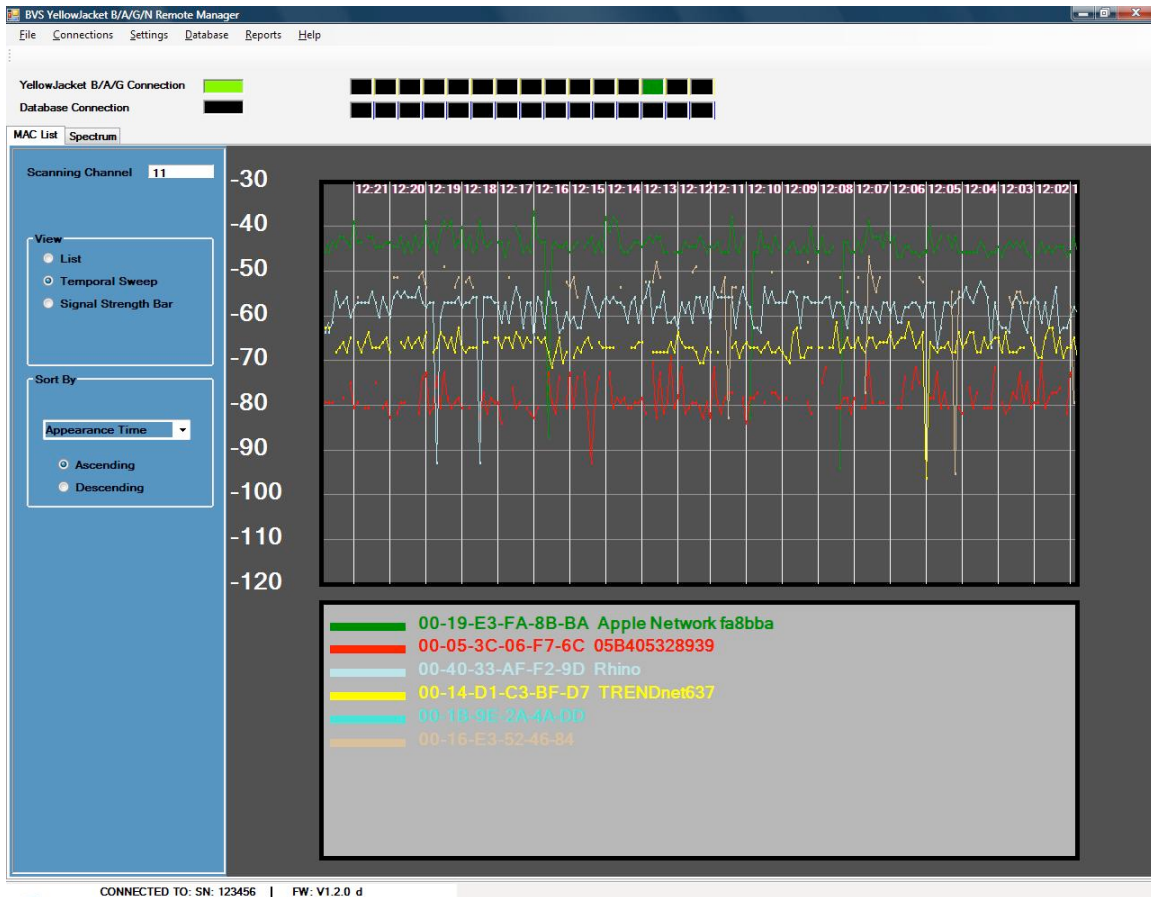 BVS YellowJacket B/A/G/N Remote Manager
File Connections Settings Database Reports Help
YellowJacket B/A/G Connection
Database Connection
MAC List Spectrum
Scanning Channel 11
View
List
Temporal Sweep
Signal Strength Bar
Sort By
Appearance Time
Ascending
Descending
-30
-40
-50
-60
-70
-80
-90
-100
-110
-120
12:21 12:20 12:19 12:18 12:17 12:16 12:15 12:14 12:13 12:12 12:11 12:10 12:09 12:08 12:07 12:06 12:05 12:04 12:03 12:02 1
00-19-E3-FA-8B-BA Apple Network fa8bba
00-05-3C-06-F7-6C 05B405328939
00-40-33-AF-F2-9D Rhino
00-14-D1-C3-BF-D7 TRENDnet637
00-1B-9E-2A-4A-DD
00-16-E3-52-46-84
CONNECTED TO: SN: 123456 | FW: V1.2.0 d